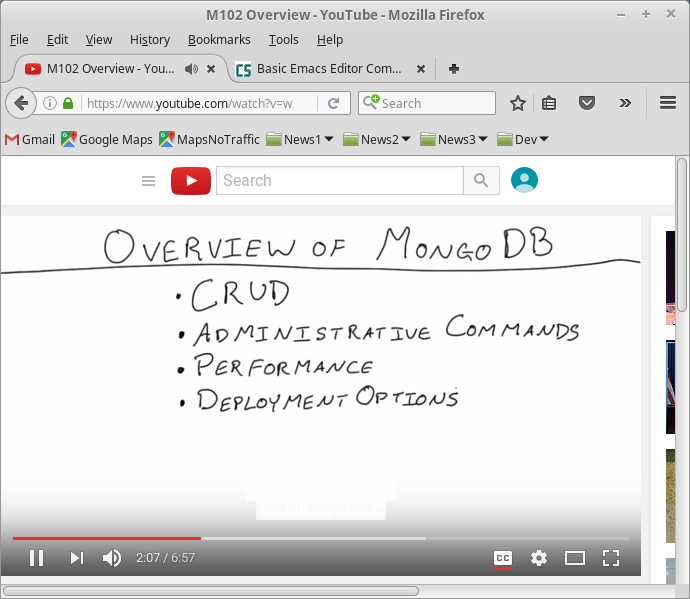 M102 Overview - YouTube - Mozilla Firefox
File Edit View History Bookmarks Tools Help
M102 Overview - You... Basic Emacs Editor Com...
https://www.youtube.com/watch?v=w Search
Gmail Google Maps MapsNoTraffic News1 News2 News3 Dev
Search
OVERVIEW OF MONGODB
• CRUD
• ADMINISTRATIVE COMMANDS
• PERFORMANCE
• DEPLOYMENT OPTIONS
I'm talking about
2:07 / 6:57 CC